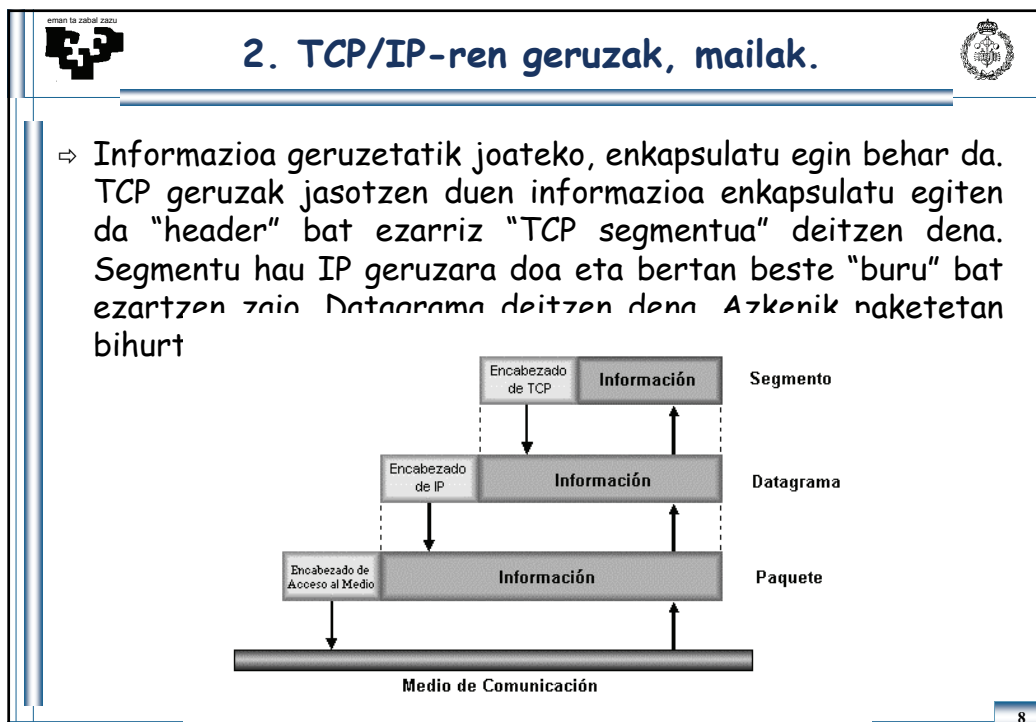 eman ta zabal zazu
2. TCP/IP-ren geruzak, mailak.
⇨ Informazioa geruzetatik joateko, enkapsulatu egin behar da.
TCP geruzak jasotzen duen informazioa enkapsulatu egiten
da “header” bat ezarriz “TCP segmentua” deitzen dena.
Segmentu hau IP geruzara doa eta bertan beste “buru” bat
ezartzen zaio. Datagrama deitzen dena. Azkenik paketetan
bihurt
Encabezado
de TCP
Información
Segmento
Encabezado
de IP
Información
Datagrama
Encabezado de
Acceso al Medio
Información
Paquete
Medio de Comunicación
8